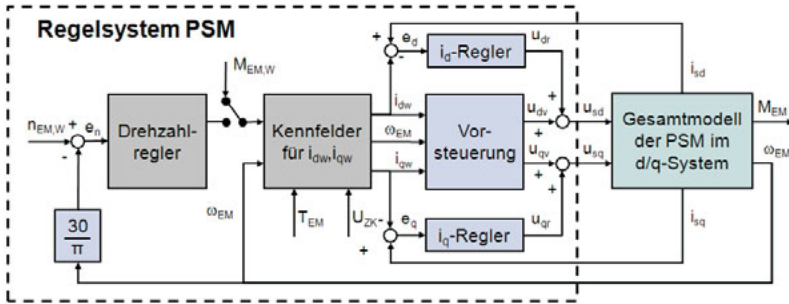 Regelsystem PSM
+
-
e_d
i_d-Regler
u_dr
M_EM,W
i_sd
n_EM,W
+
-
e_n
Drehzahl-
regler
Kennfelder
für i_dw,i_qw
i_dw
ω_EM
i_qw
Vor-
steuerung
u_dv
+
+
u_sd
u_qv
+
+
u_sq
Gesamtmodell
der PSM im
d/q-System
M_EM
ω_EM
30
π
ω_EM
T_EM
U_ZK
-
+
e_q
i_q-Regler
u_qr
i_sq